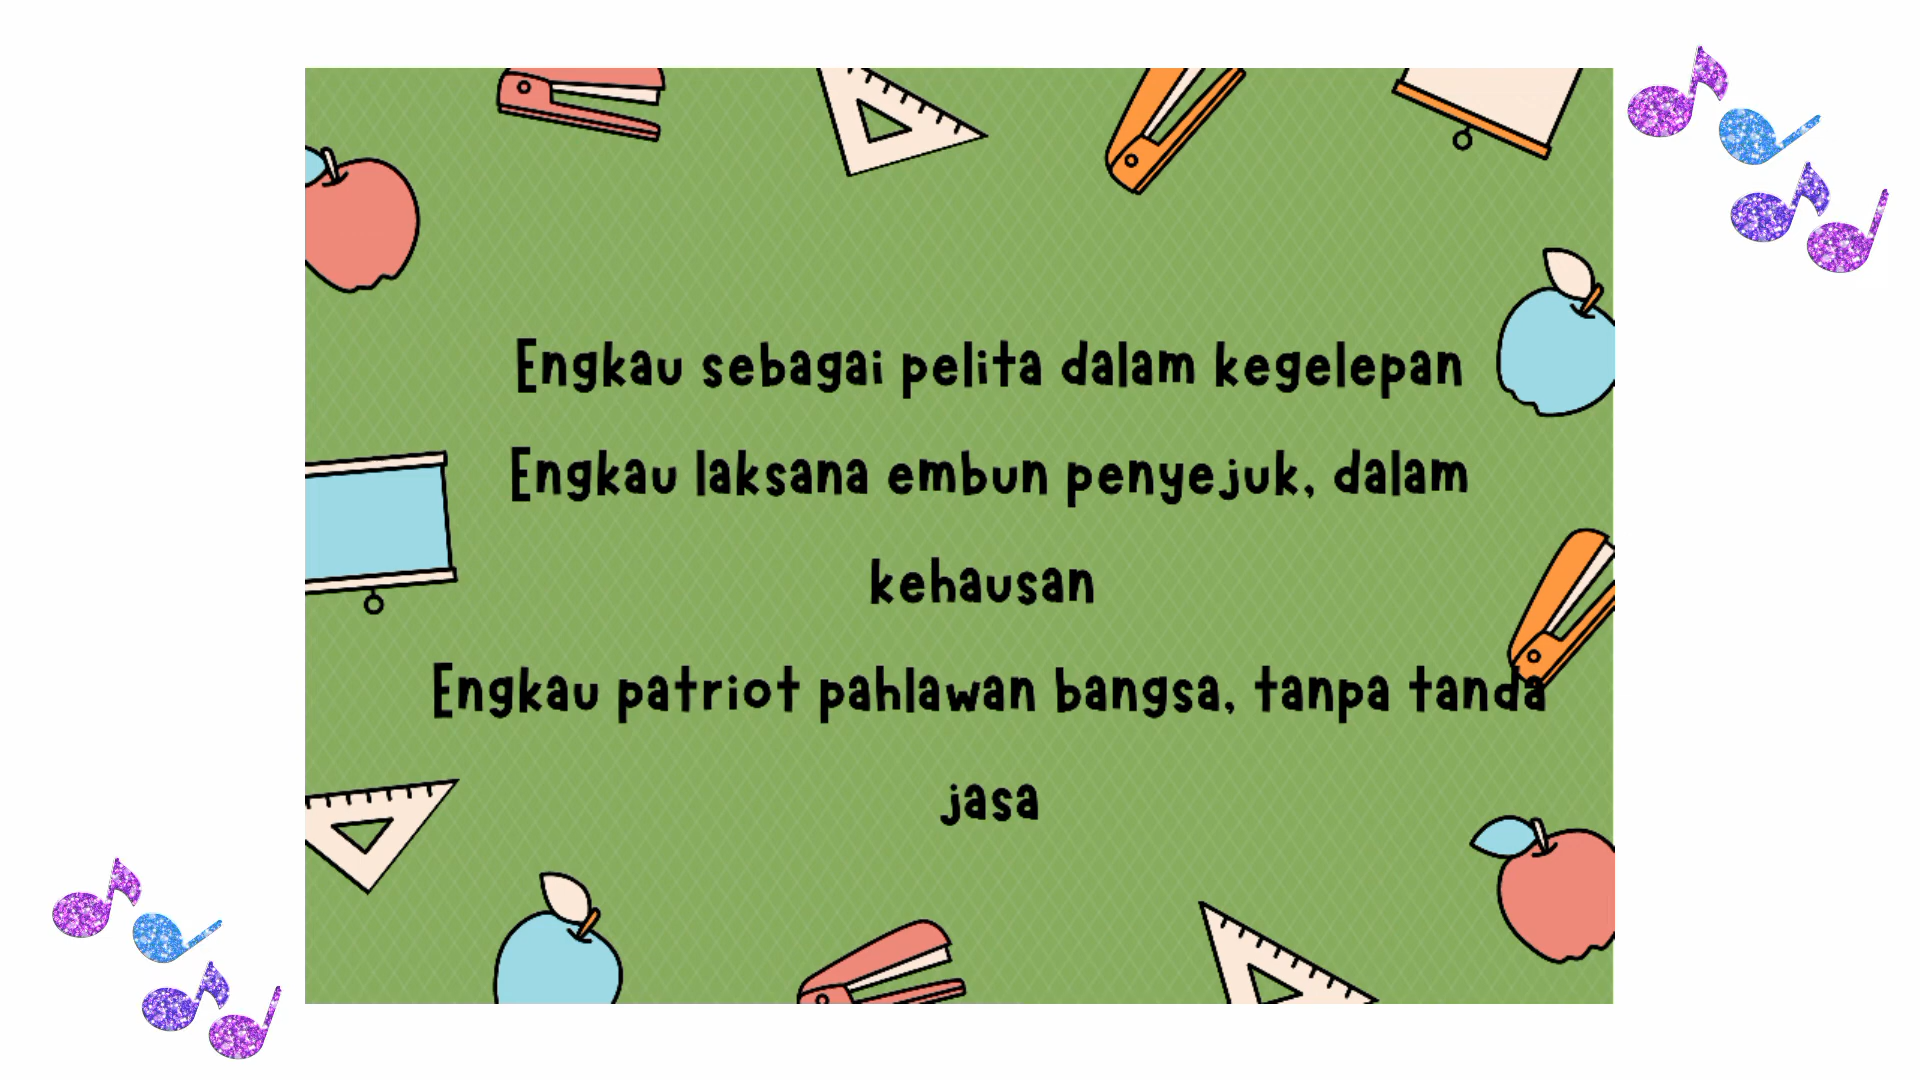 Engkau sebagai pelita dalam kegelepan
Engkau laksana embun penyejuk, dalam
kehausan
Engkau patriot pahlawan bangsa, tanpa tanda
jasa